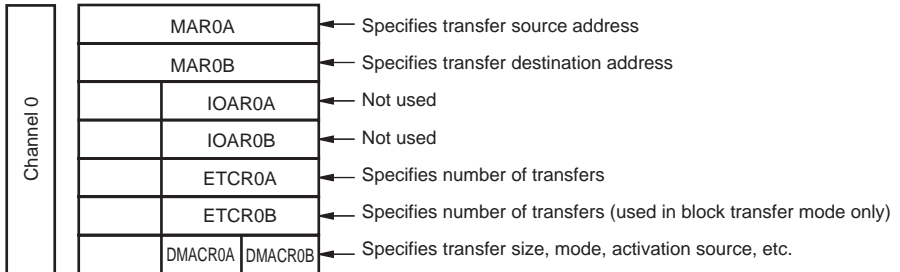 Channel 0
MAR0A Specifies transfer source address
MAR0B Specifies transfer destination address
IOAR0A Not used
IOAR0B Not used
ETCR0A Specifies number of transfers
ETCR0B Specifies number of transfers (used in block transfer mode only)
DMACR0A DMACR0B Specifies transfer size, mode, activation source, etc.